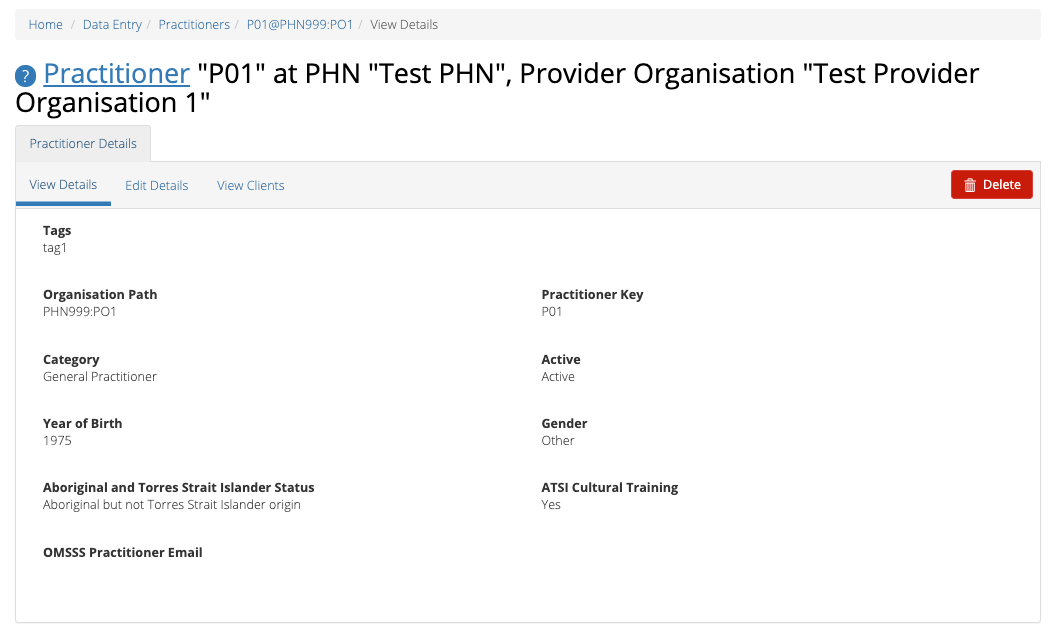 Home / Data Entry / Practitioners / P01@PHN999:PO1 / View Details
? Practitioner "P01" at PHN "Test PHN", Provider Organisation "Test Provider
Organisation 1"
Practitioner Details
View Details Edit Details View Clients Delete
Tags
tag1
Organisation Path Practitioner Key
PHN999:PO1 P01
Category Active
General Practitioner Active
Year of Birth Gender
1975 Other
Aboriginal and Torres Strait Islander Status ATSI Cultural Training
Aboriginal but not Torres Strait Islander origin Yes
OMSSS Practitioner Email